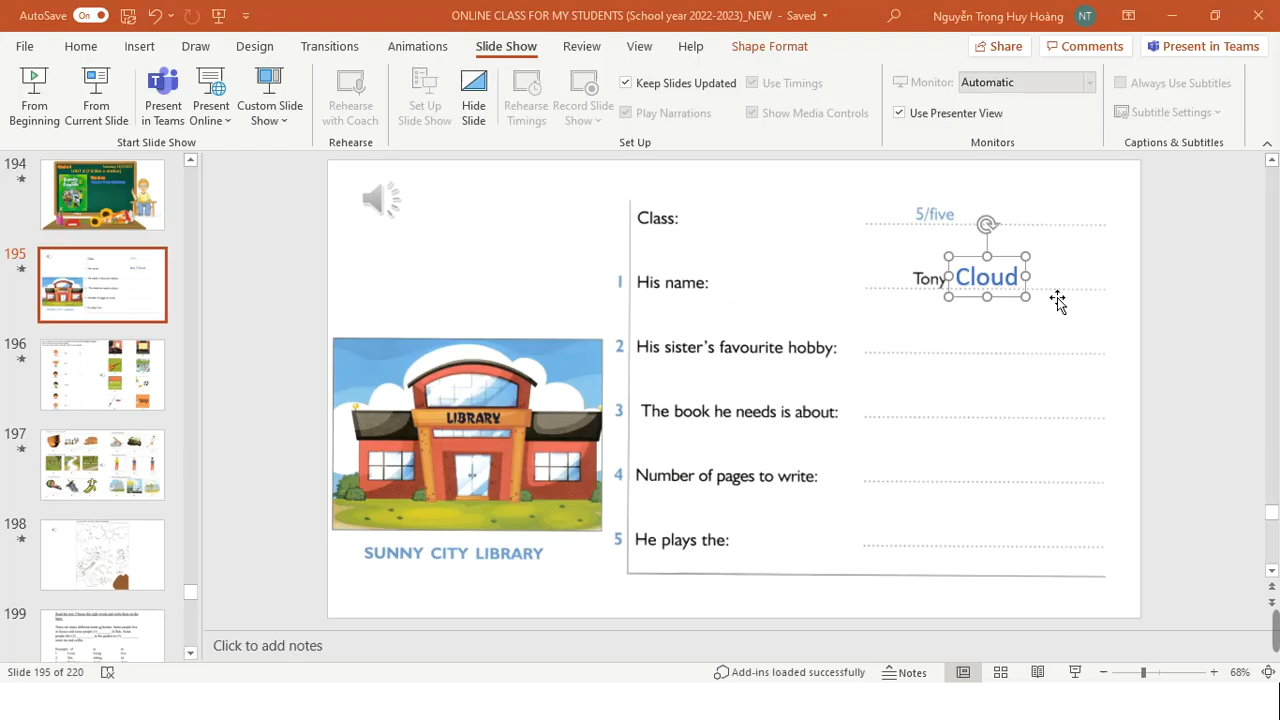 AutoSave On ONLINE CLASS FOR MY STUDENTS (School year 2022-2023)_NEW - Saved Nguyễn Trọng Huy Hoàng NT
File Home Insert Draw Design Transitions Animations Slide Show Review View Help Shape Format Share Comments Present in Teams
From Beginning
From Current Slide
Present in Teams
Present Online
Custom Slide Show
Rehearse with Coach
Set Up Slide Show
Hide Slide
Rehearse Timings
Record Slide Show
Keep Slides Updated
Play Narrations
Use Timings
Show Media Controls
Monitor: Automatic
Use Presenter View
Always Use Subtitles
Subtitle Settings
Start Slide Show Rehearse Set Up Monitors Captions & Subtitles
194
195
196
197
198
199
Class: 5/five
1 His name: Tony Cloud
2 His sister's favourite hobby:
3 The book he needs is about:
4 Number of pages to write:
5 He plays the:
LIBRARY
SUNNY CITY LIBRARY
Click to add notes
Slide 195 of 220 Add-ins loaded successfully Notes 68%